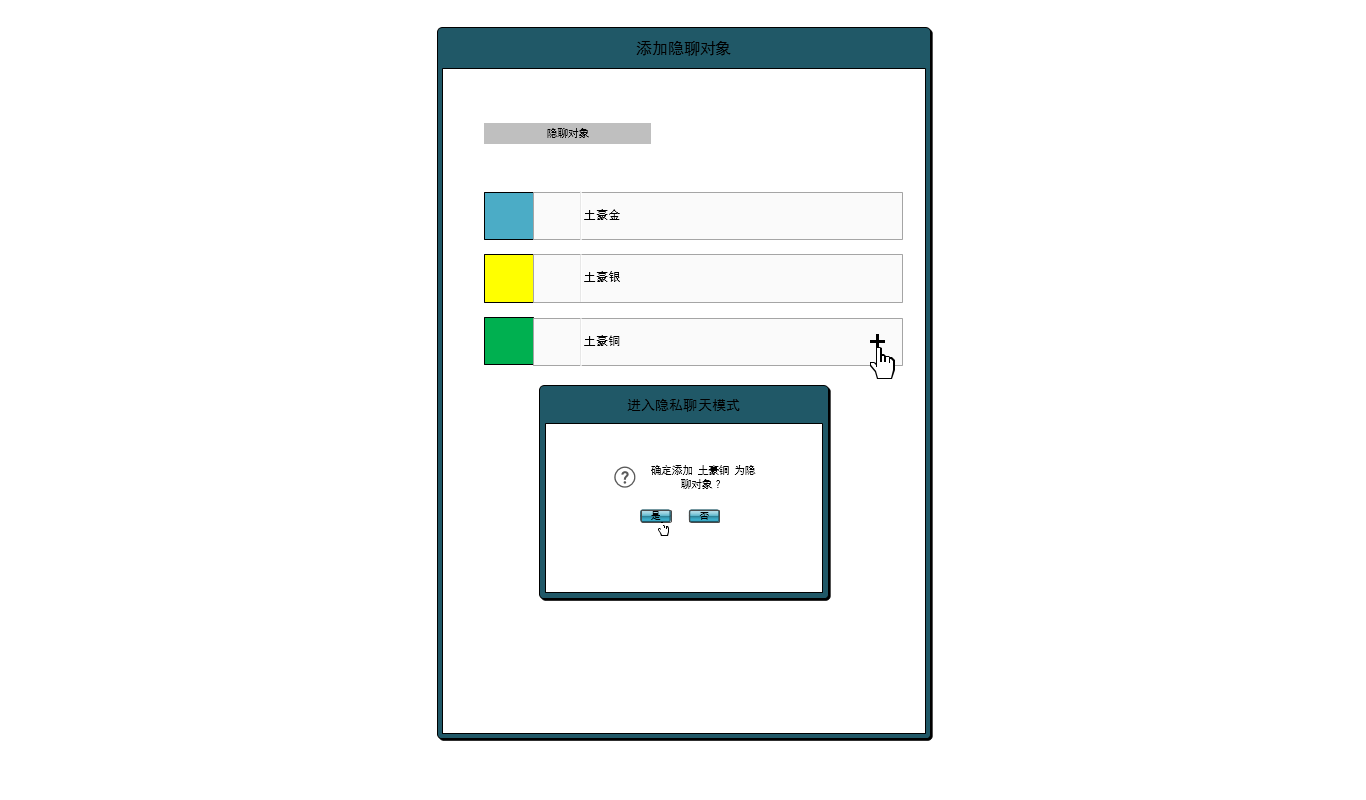 添加隐聊对象
隐聊对象
土豪金
土豪银
土豪铜
进入隐私聊天模式
确定添加 土豪铜 为隐
聊对象？
是 否